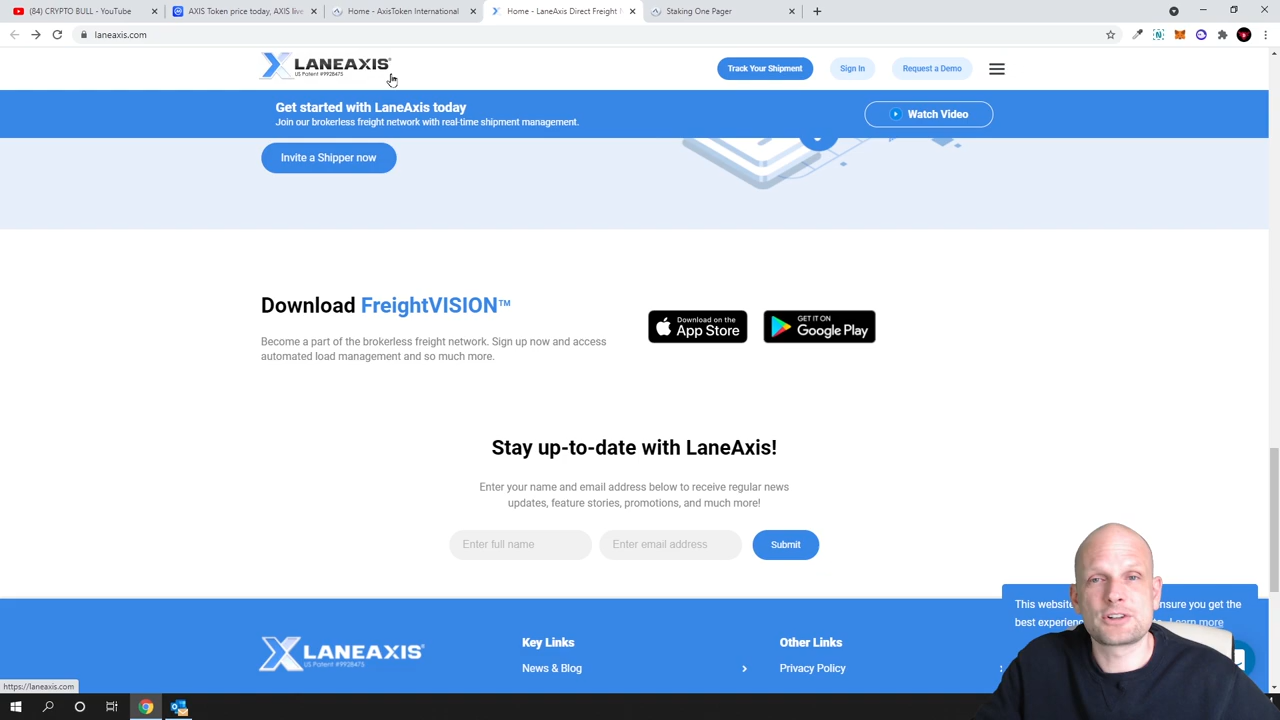 (84) CRYPTO BULL - YouTube
AXIS Token price today, AXIS live
Home - AxisToken International
Home - LaneAxis Direct Freight N
Staking One Pager
laneaxis.com
LANEAXIS
US Patent #9928475
Track Your Shipment
Sign In
Request a Demo
Get started with LaneAxis today
Join our brokerless freight network with real-time shipment management.
Watch Video
Invite a Shipper now
Download FreightVISION™
Become a part of the brokerless freight network. Sign up now and access
automated load management and so much more.
Download on the
App Store
GET IT ON
Google Play
Stay up-to-date with LaneAxis!
Enter your name and email address below to receive regular news
updates, feature stories, promotions, and much more!
Enter full name
Enter email address
Submit
This website
nsure you get the
best experien
Learn more
LANEAXIS
US Patent #9928475
Key Links
Other Links
News & Blog
Privacy Policy
https://laneaxis.com